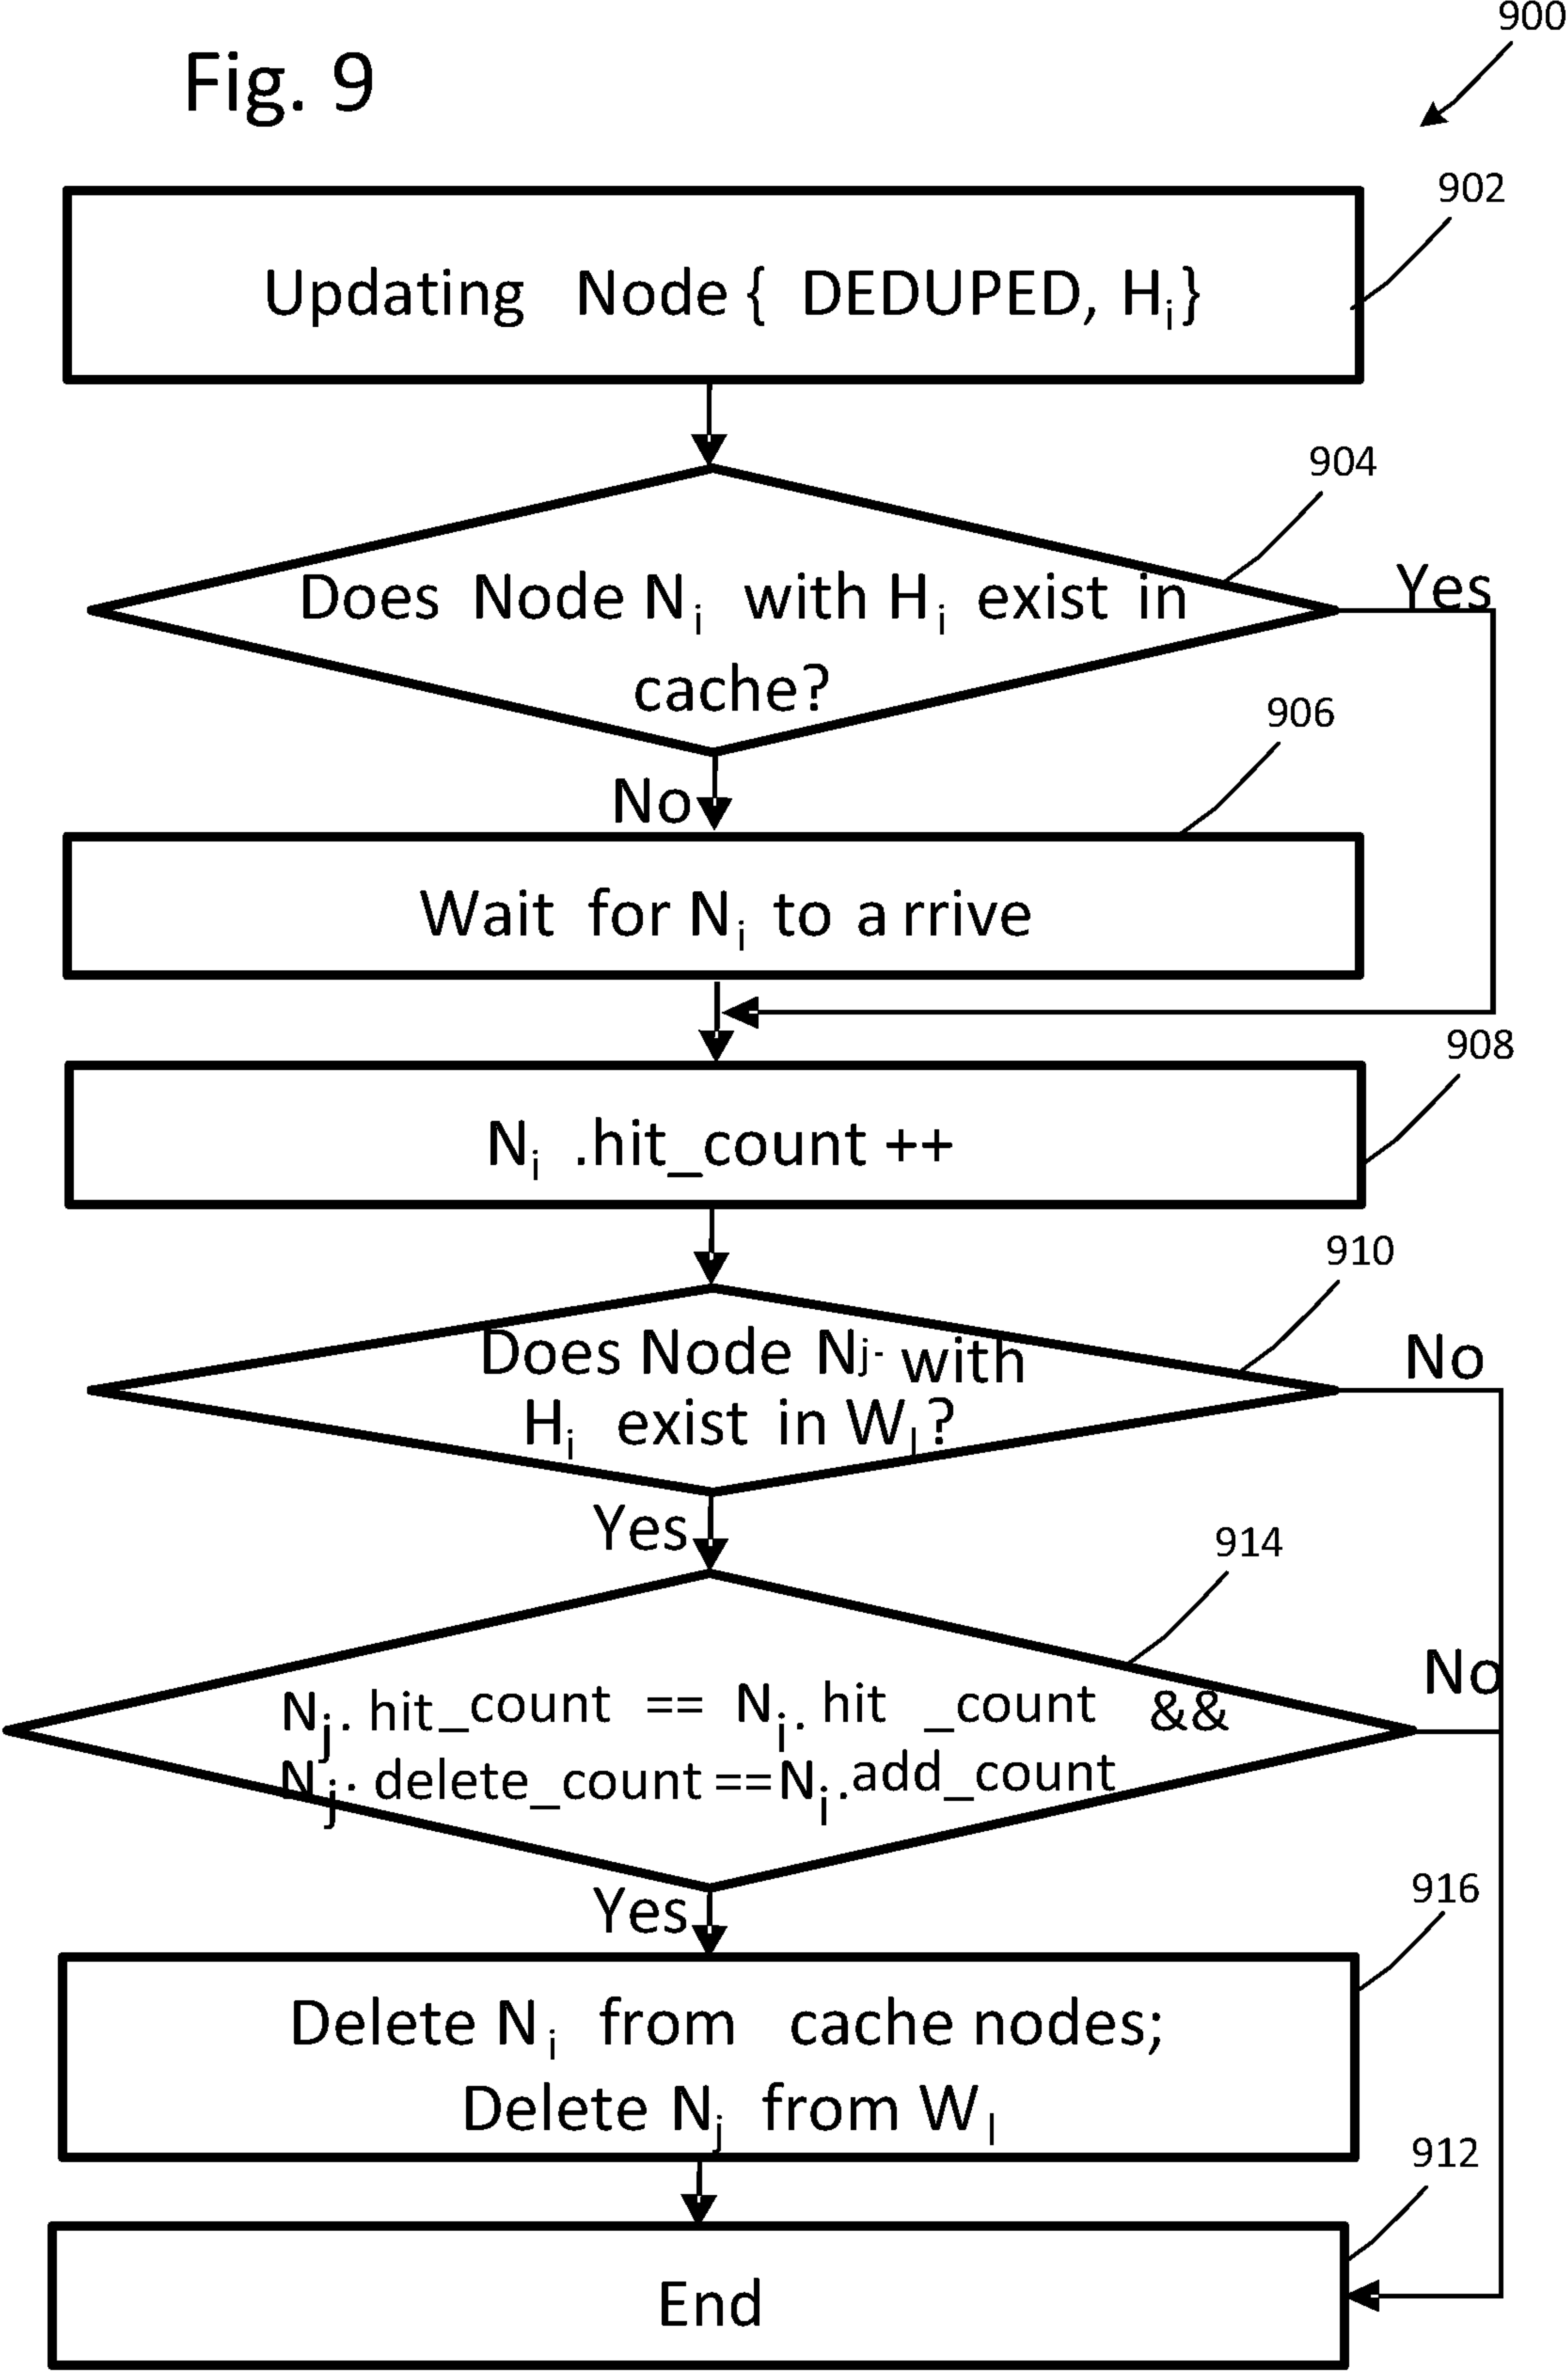 Fig. 9
900
902
Updating Node { DEDUPED, Hi}
904
Does Node Ni with Hi exist in
cache?
Yes
906
No
Wait for Ni to arrive
908
Ni .hit_count ++
910
Does Node Nj- with
Hi exist in Wl ?
No
Yes
914
Nj. hit_count == Ni. hit _count &&
Nj. delete_count ==Ni.add_count
No
Yes
916
Delete Ni from cache nodes;
Delete Nj from Wl
912
End